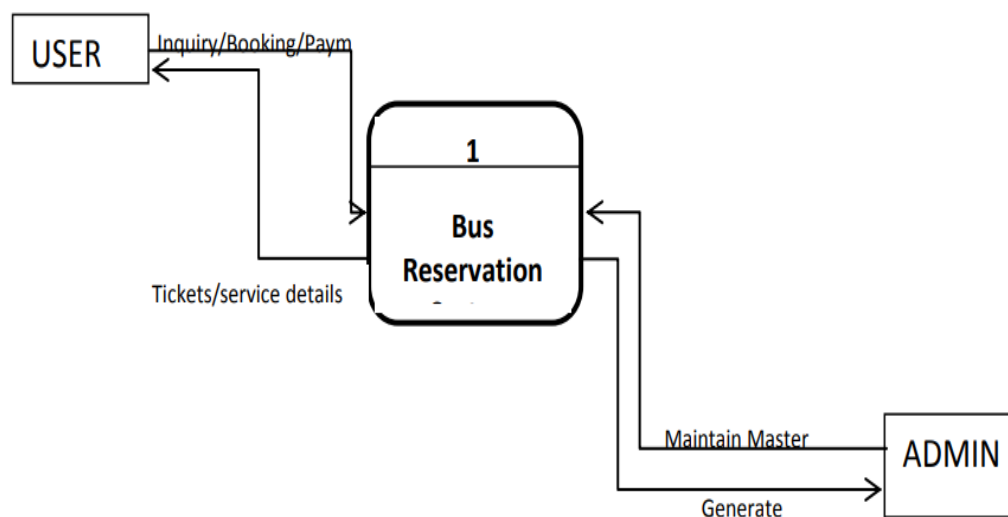 USER
Inquiry/Booking/Paym
1
Bus
Reservation
Tickets/service details
Maintain Master
ADMIN
Generate